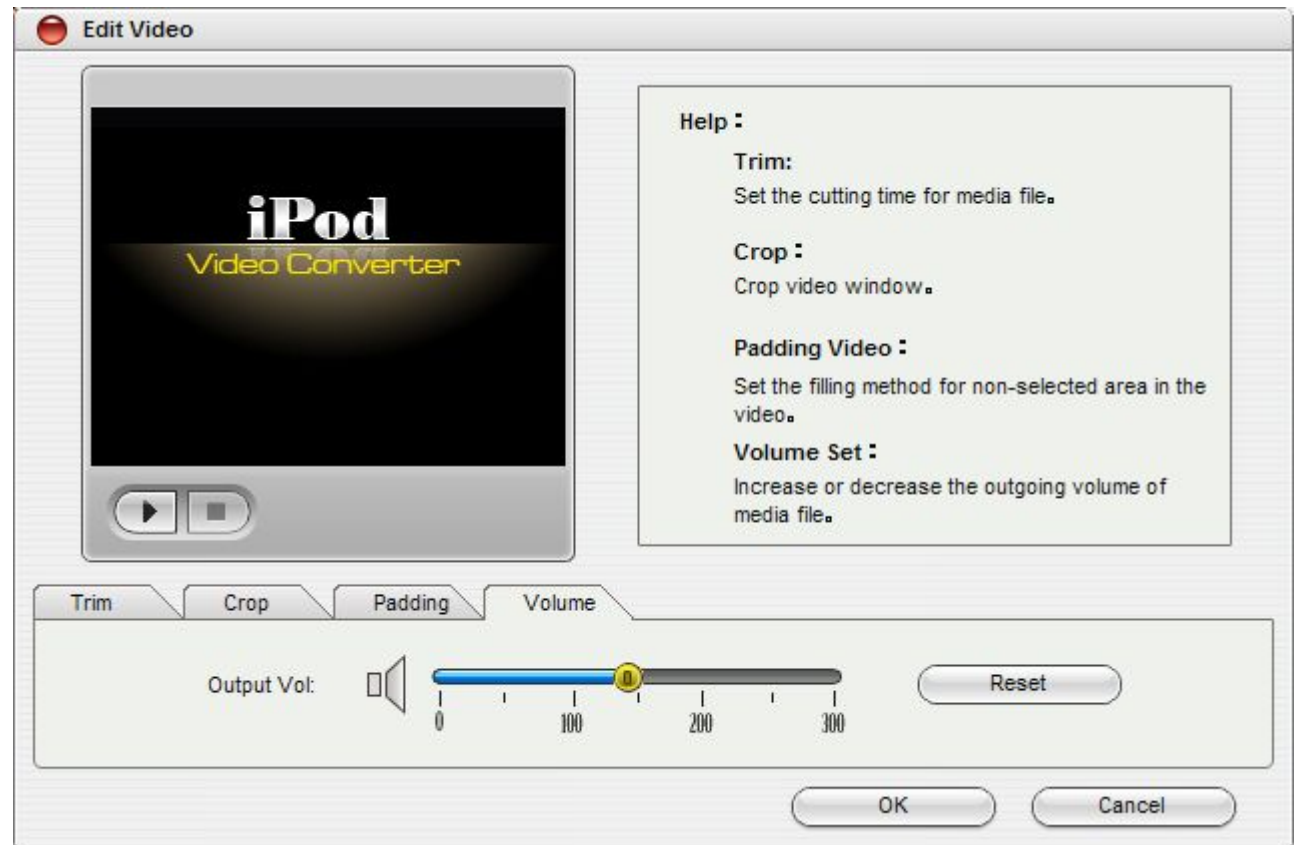 Edit Video
iPod
Video Converter
Help：
Trim:
Set the cutting time for media file。
Crop：
Crop video window。
Padding Video：
Set the filling method for non-selected area in the
video。
Volume Set：
Increase or decrease the outgoing volume of
media file。
Trim Crop Padding Volume
Output Vol: Reset
0 100 200 300
OK Cancel